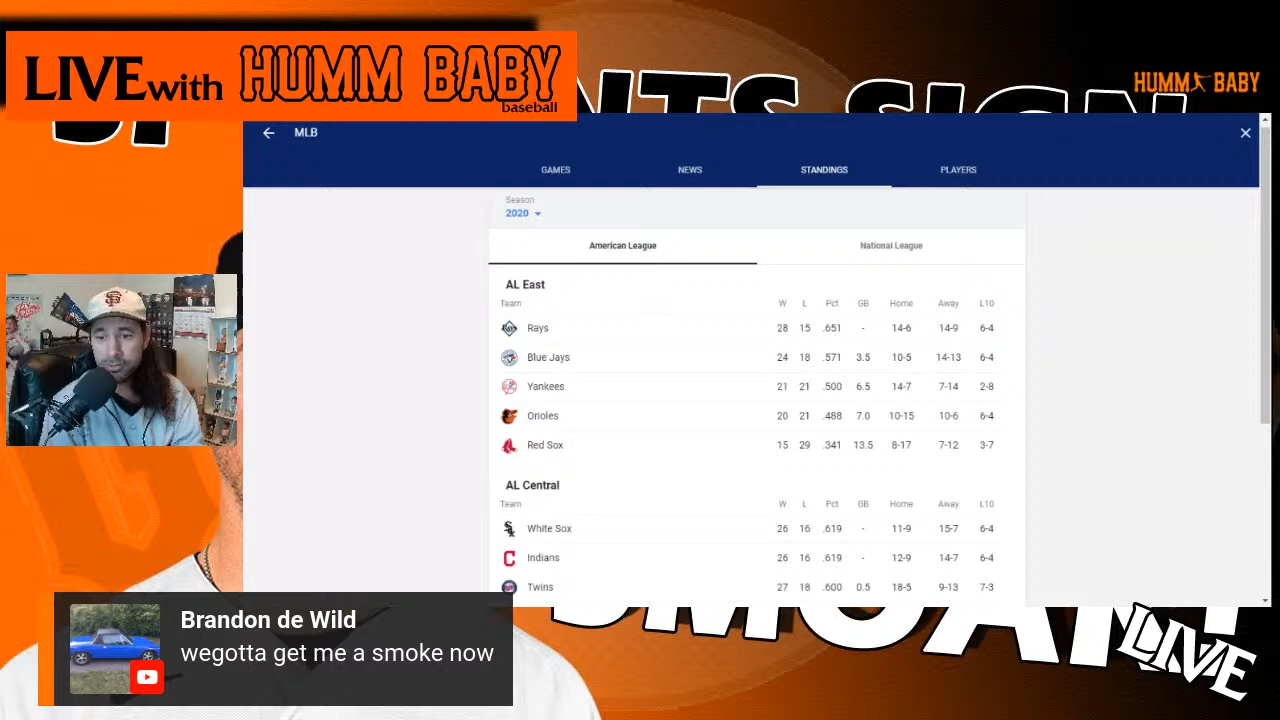 LIVE with HUMM BABY
baseball
HUMM BABY
MLB
GAMES NEWS STANDINGS PLAYERS
Season
2020
American League National League
AL East
Team W L Pct GB Home Away L10
Rays 28 15 .651 - 14-6 14-9 6-4
Blue Jays 24 18 .571 3.5 10-5 14-13 6-4
Yankees 21 21 .500 6.5 14-7 7-14 2-8
Orioles 20 21 .488 7.0 10-15 10-6 6-4
Red Sox 15 29 .341 13.5 8-17 7-12 3-7
AL Central
Team W L Pct GB Home Away L10
White Sox 26 16 .619 - 11-9 15-7 6-4
Indians 26 16 .619 - 12-9 14-7 6-4
Twins 27 18 .600 0.5 18-5 9-13 7-3
Brandon de Wild
wegotta get me a smoke now
LIVE